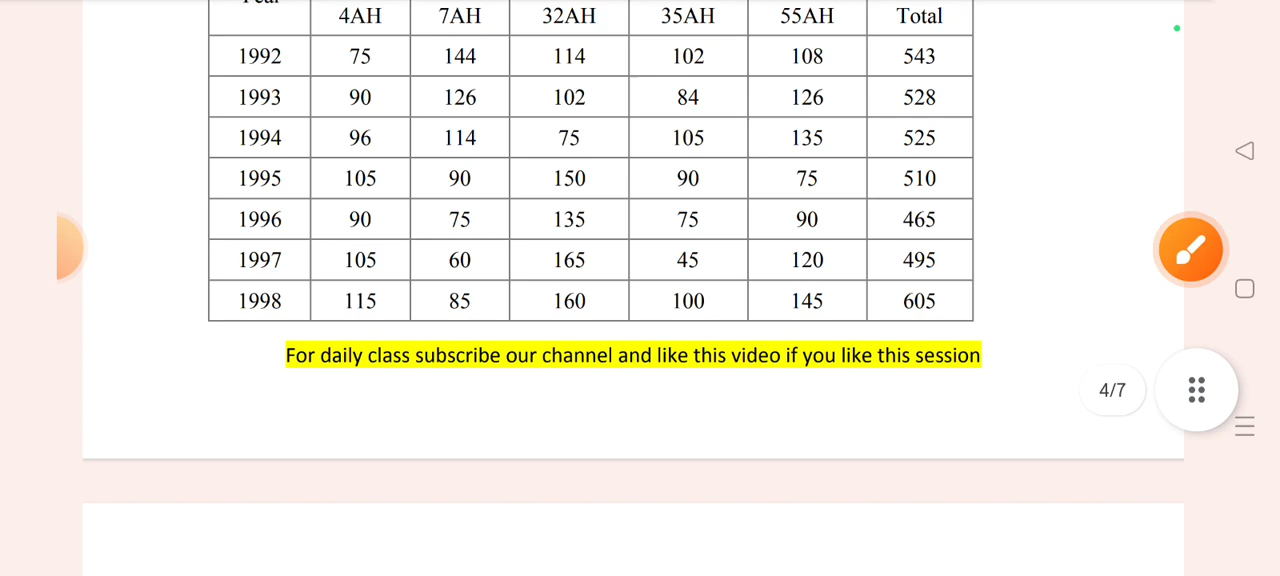 4AH 7AH 32AH 35AH 55AH Total
1992 75 144 114 102 108 543
1993 90 126 102 84 126 528
1994 96 114 75 105 135 525
1995 105 90 150 90 75 510
1996 90 75 135 75 90 465
1997 105 60 165 45 120 495
1998 115 85 160 100 145 605
For daily class subscribe our channel and like this video if you like this session
4/7